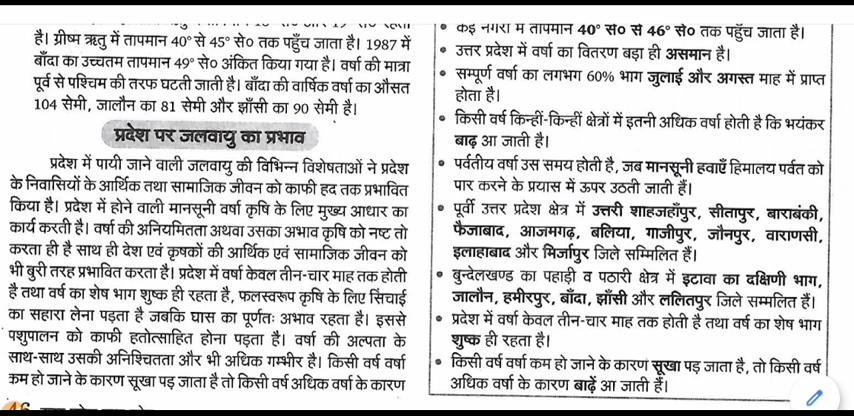 है। ग्रीष्म ऋतु में तापमान 40° से 45° से० तक पहुँच जाता है। 1987 में
बाँदा का उच्चतम तापमान 49° से० अंकित किया गया है। वर्षा की मात्रा
पूर्व से पश्चिम की तरफ घटती जाती है। बाँदा की वार्षिक वर्षा का औसत
104 सेमी, जालौन का 81 सेमी और झाँसी का 90 सेमी है।
प्रदेश पर जलवायु का प्रभाव
प्रदेश में पायी जाने वाली जलवायु की विभिन्न विशेषताओं ने प्रदेश
के निवासियों के आर्थिक तथा सामाजिक जीवन को काफी हद तक प्रभावित
किया है। प्रदेश में होने वाली मानसूनी वर्षा कृषि के लिए मुख्य आधार का
कार्य करती है। वर्षा की अनियमितता अथवा उसका अभाव कृषि को नष्ट तो
करता ही है साथ ही देश एवं कृषकों की आर्थिक एवं सामाजिक जीवन को
भी बुरी तरह प्रभावित करता है। प्रदेश में वर्षा केवल तीन-चार माह तक होती
है तथा वर्ष का शेष भाग शुष्क ही रहता है, फलस्वरूप कृषि के लिए सिंचाई
का सहारा लेना पड़ता है जबकि घास का पूर्णतः अभाव रहता है। इससे
पशुपालन को काफी हतोत्साहित होना पड़ता है। वर्षा की अल्पता के
साथ-साथ उसकी अनिश्चितता और भी अधिक गम्भीर है। किसी वर्ष वर्षा
कम हो जाने के कारण सूखा पड़ जाता है तो किसी वर्ष अधिक वर्षा के कारण
• कई नगरों में तापमान 40° से० से 46° से० तक पहुँच जाता है।
• उत्तर प्रदेश में वर्षा का वितरण बड़ा ही असमान है।
• सम्पूर्ण वर्षा का लगभग 60% भाग जुलाई और अगस्त माह में प्राप्त
होता है।
• किसी वर्ष किन्हीं-किन्हीं क्षेत्रों में इतनी अधिक वर्षा होती है कि भयंकर
बाढ़ आ जाती है।
• पर्वतीय वर्षा उस समय होती है, जब मानसूनी हवाएँ हिमालय पर्वत को
पार करने के प्रयास में ऊपर उठती जाती हैं।
• पूर्वी उत्तर प्रदेश क्षेत्र में उत्तरी शाहजहाँपुर, सीतापुर, बाराबंकी,
फैजाबाद, आजमगढ़, बलिया, गाजीपुर, जौनपुर, वाराणसी,
इलाहाबाद और मिर्जापुर जिले सम्मिलित हैं।
• बुन्देलखण्ड का पहाड़ी व पठारी क्षेत्र में इटावा का दक्षिणी भाग,
जालौन, हमीरपुर, बाँदा, झाँसी और ललितपुर जिले सम्मलित हैं।
• प्रदेश में वर्षा केवल तीन-चार माह तक होती है तथा वर्ष का शेष भाग
शुष्क ही रहता है।
• किसी वर्ष वर्षा कम हो जाने के कारण सूखा पड़ जाता है, तो किसी वर्ष
अधिक वर्षा के कारण बाढ़ें आ जाती हैं।